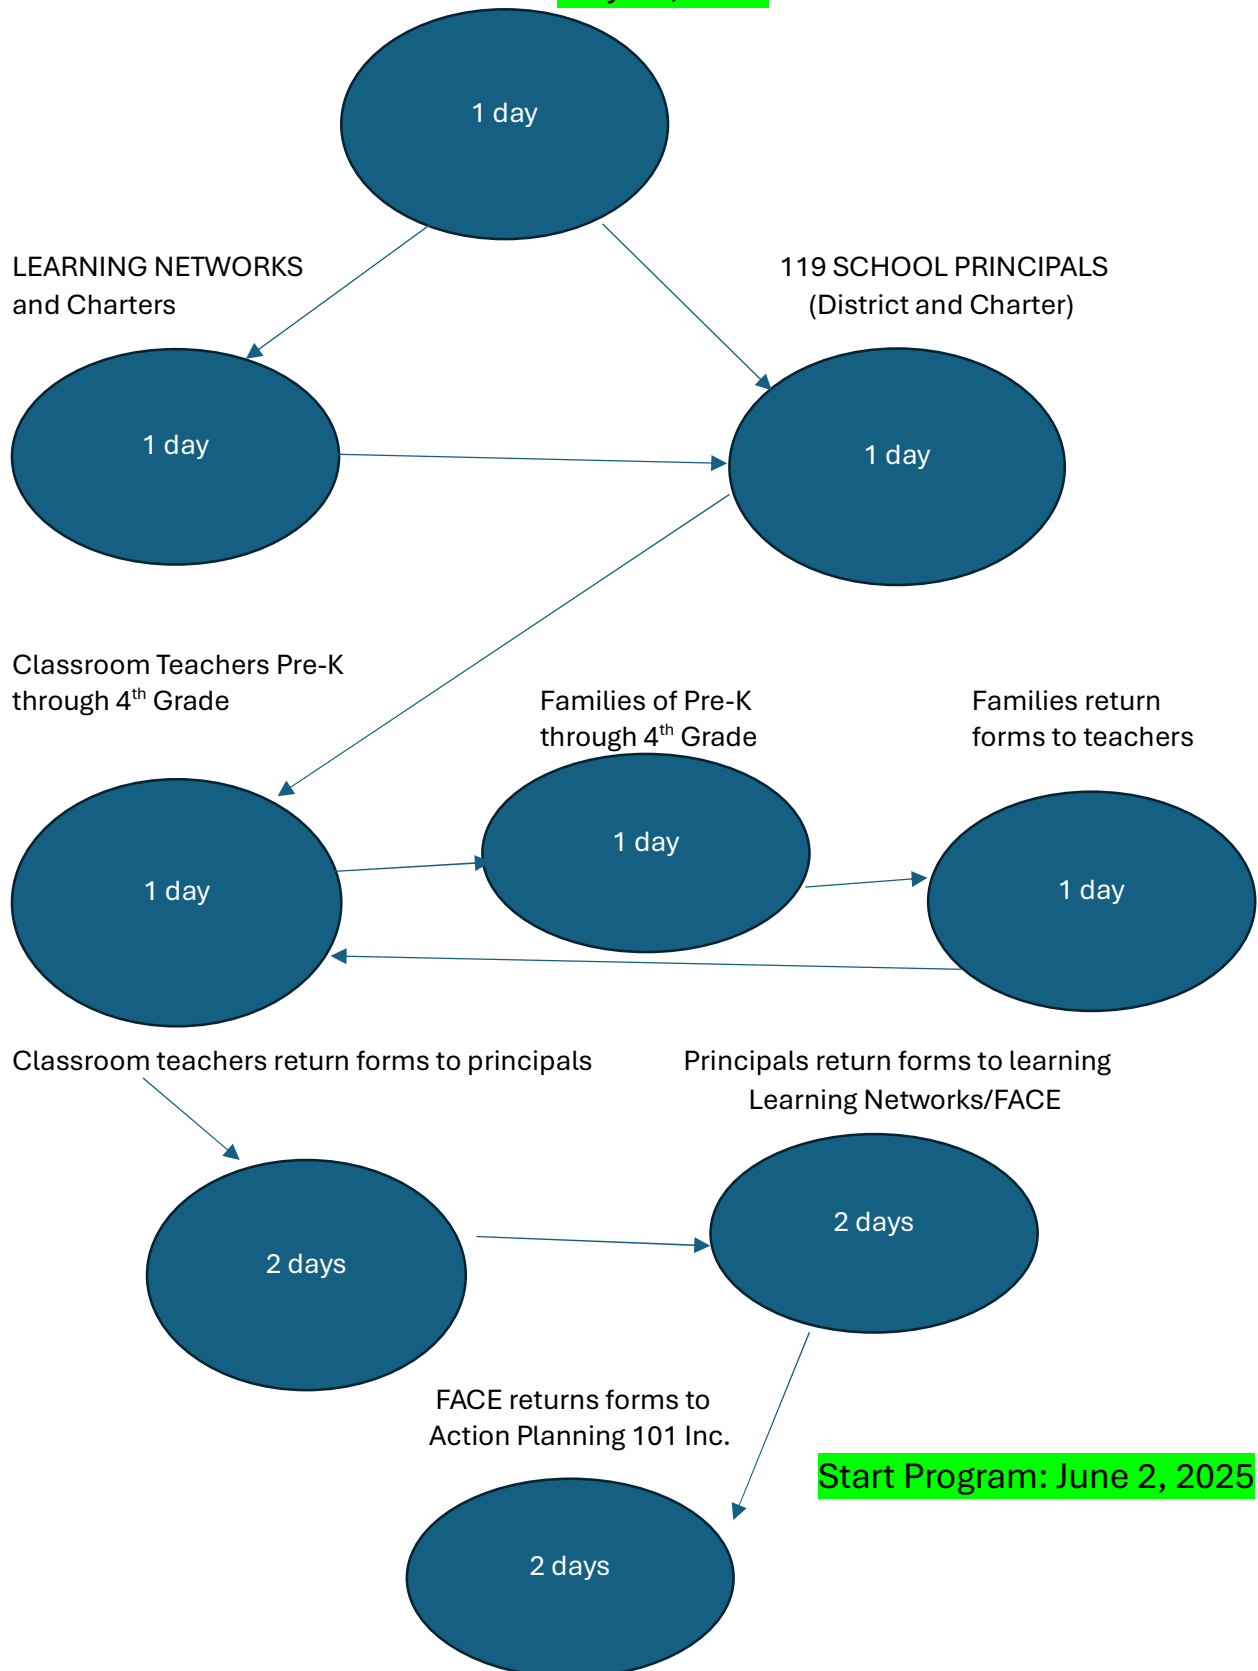 1 day
LEARNING NETWORKS
and Charters
119 SCHOOL PRINCIPALS
(District and Charter)
1 day
1 day
Classroom Teachers Pre-K
through 4th Grade
Families of Pre-K
through 4th Grade
Families return
forms to teachers
1 day
1 day
1 day
Classroom teachers return forms to principals
Principals return forms to learning
Learning Networks/FACE
2 days
2 days
FACE returns forms to
Action Planning 101 Inc.
Start Program: June 2, 2025
2 days